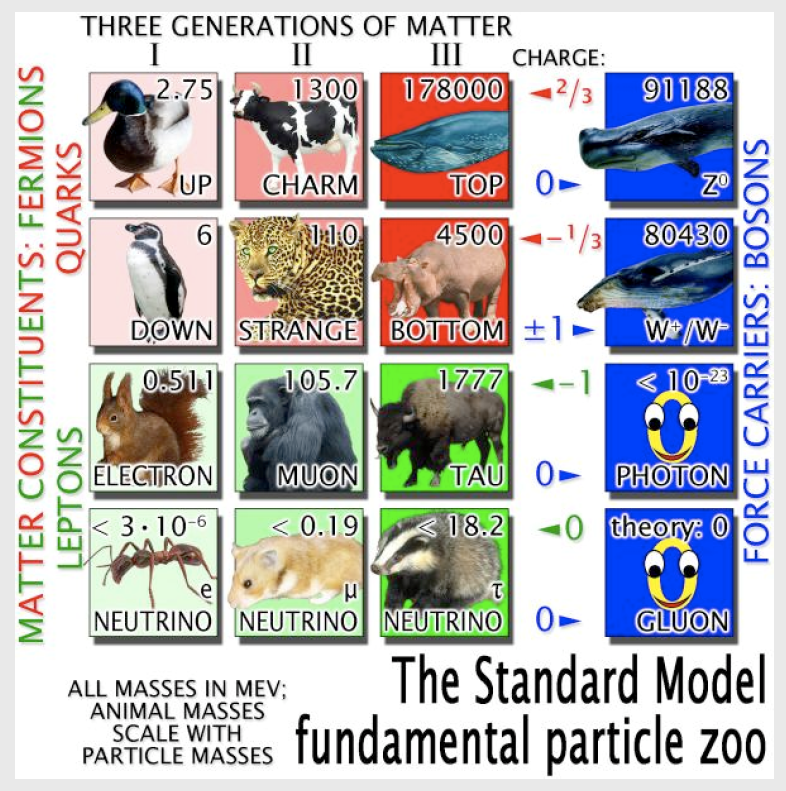 THREE GENERATIONS OF MATTER
I II III CHARGE:
MATTER CONSTITUENTS: FERMIONS
QUARKS
2.75
UP
1300
CHARM
178000
TOP
◄ 2/3
0 ►
91188
Z⁰
6
DOWN
110
STRANGE
4500
BOTTOM
◄ −1/3
±1 ►
80430
W⁺/W⁻
LEPTONS
0.511
ELECTRON
105.7
MUON
1777
TAU
◄ −1
0 ►
< 10⁻²³
PHOTON
< 3·10⁻⁶
e
NEUTRINO
< 0.19
μ
NEUTRINO
< 18.2
τ
NEUTRINO
◄ 0
0 ►
theory: 0
GLUON
FORCE CARRIERS: BOSONS
ALL MASSES IN MEV;
ANIMAL MASSES
SCALE WITH
PARTICLE MASSES
The Standard Model
fundamental particle zoo